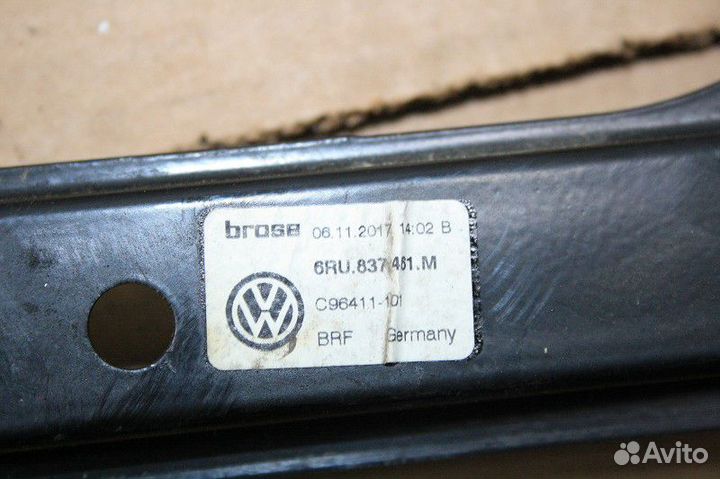 brose 06.11.2017 14:02 B
6RU.837.461.M
C96411-101
BRF Germany
Avito